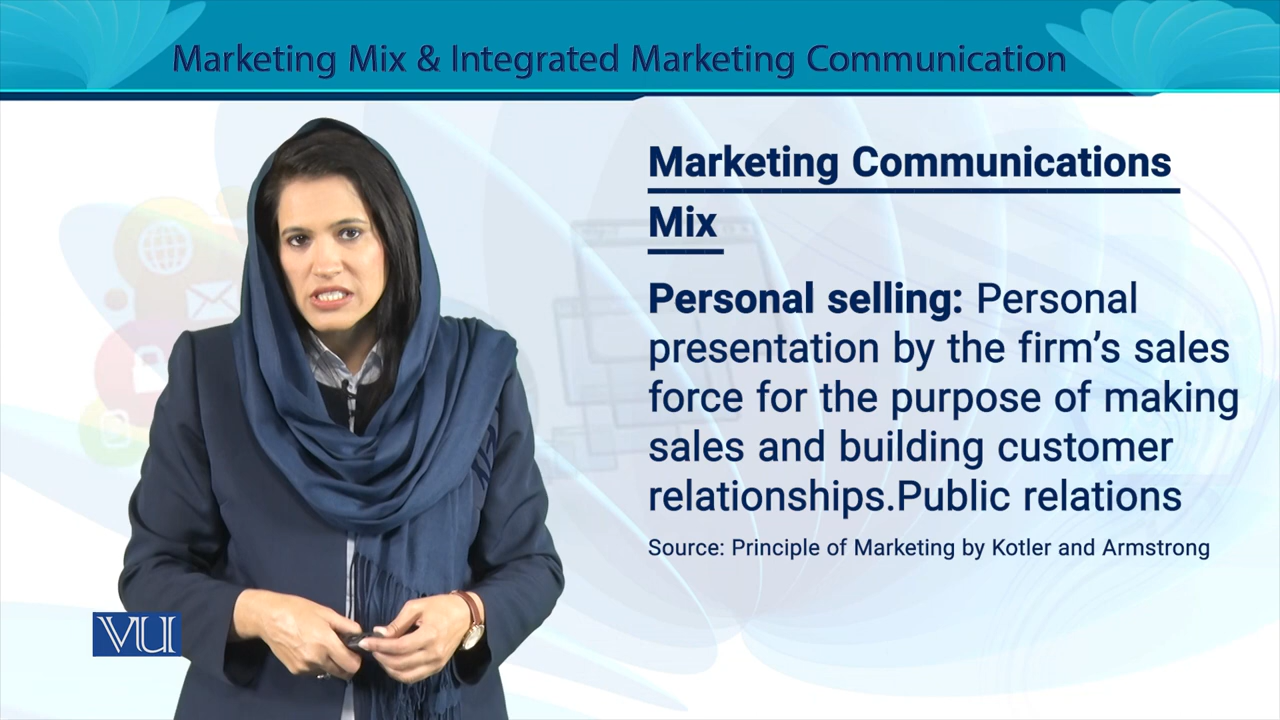 Marketing Mix & Integrated Marketing Communication
Marketing Communications
Mix
Personal selling: Personal
presentation by the firm’s sales
force for the purpose of making
sales and building customer
relationships.Public relations
Source: Principle of Marketing by Kotler and Armstrong
VU